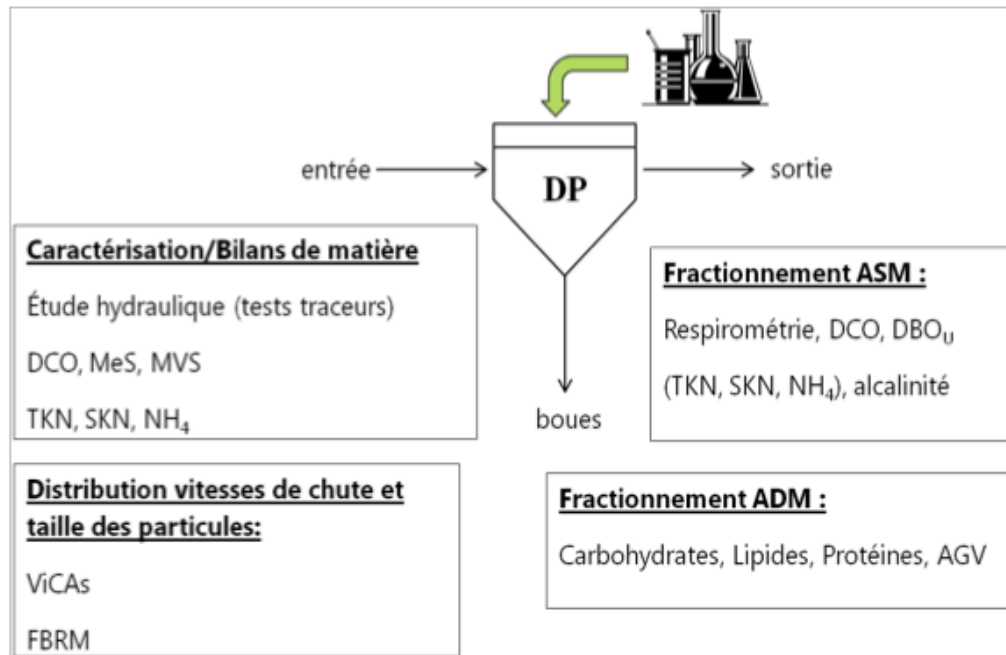 entrée
DP
sortie
boues
Caractérisation/Bilans de matière
Étude hydraulique (tests traceurs)
DCO, MeS, MVS
TKN, SKN, NH₄
Fractionnement ASM :
Respirométrie, DCO, DBOᵤ
(TKN, SKN, NH₄), alcalinité
Distribution vitesses de chute et
taille des particules:
ViCAs
FBRM
Fractionnement ADM :
Carbohydrates, Lipides, Protéines, AGV